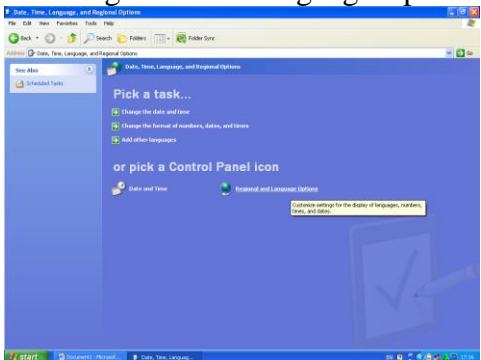 Date, Time, Language, and Regional Options
File Edit View Favorites Tools Help
Back Search Folders Folder Sync
Address Date, Time, Language, and Regional Options Go
See Also
Scheduled Tasks
Date, Time, Language, and Regional Options
Pick a task...
Change the date and time
Change the format of numbers, dates, and times
Add other languages
or pick a Control Panel icon
Date and Time Regional and Language Options
Customize settings for the display of languages, numbers,
times, and dates.
start Document1 - Microsof... Date, Time, Languag... 17:16